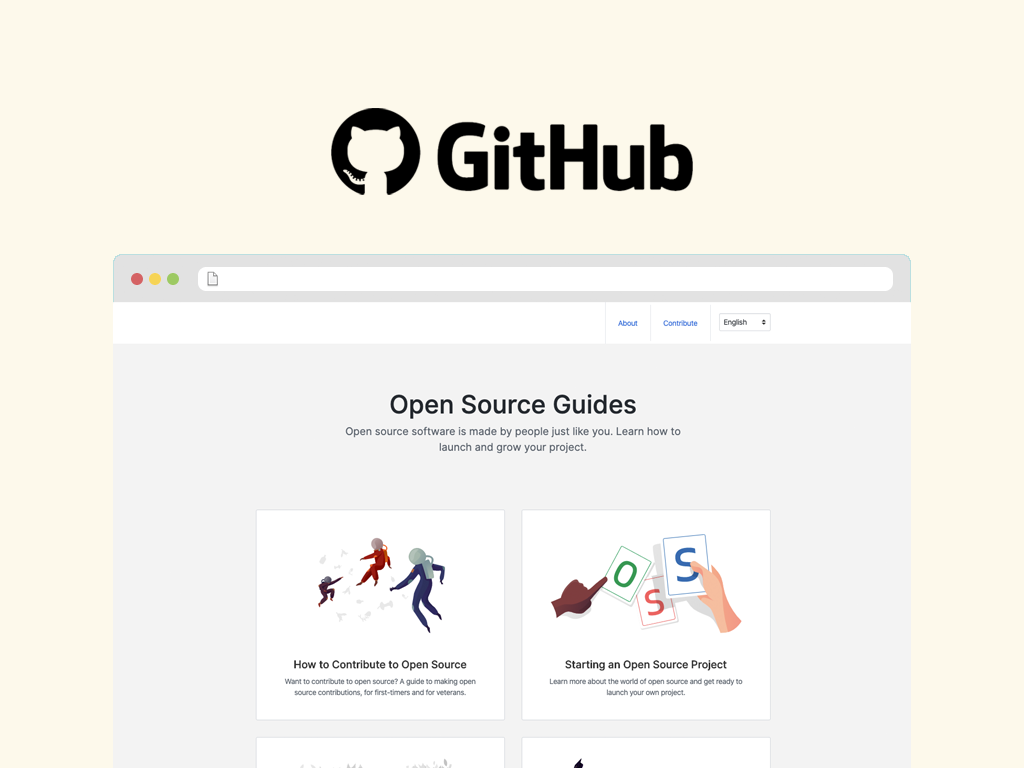 GitHub
About
Contribute
English
Open Source Guides
Open source software is made by people just like you. Learn how to
launch and grow your project.
O
S
S
How to Contribute to Open Source
Want to contribute to open source? A guide to making open
source contributions, for first-timers and for veterans.
Starting an Open Source Project
Learn more about the world of open source and get ready to
launch your own project.